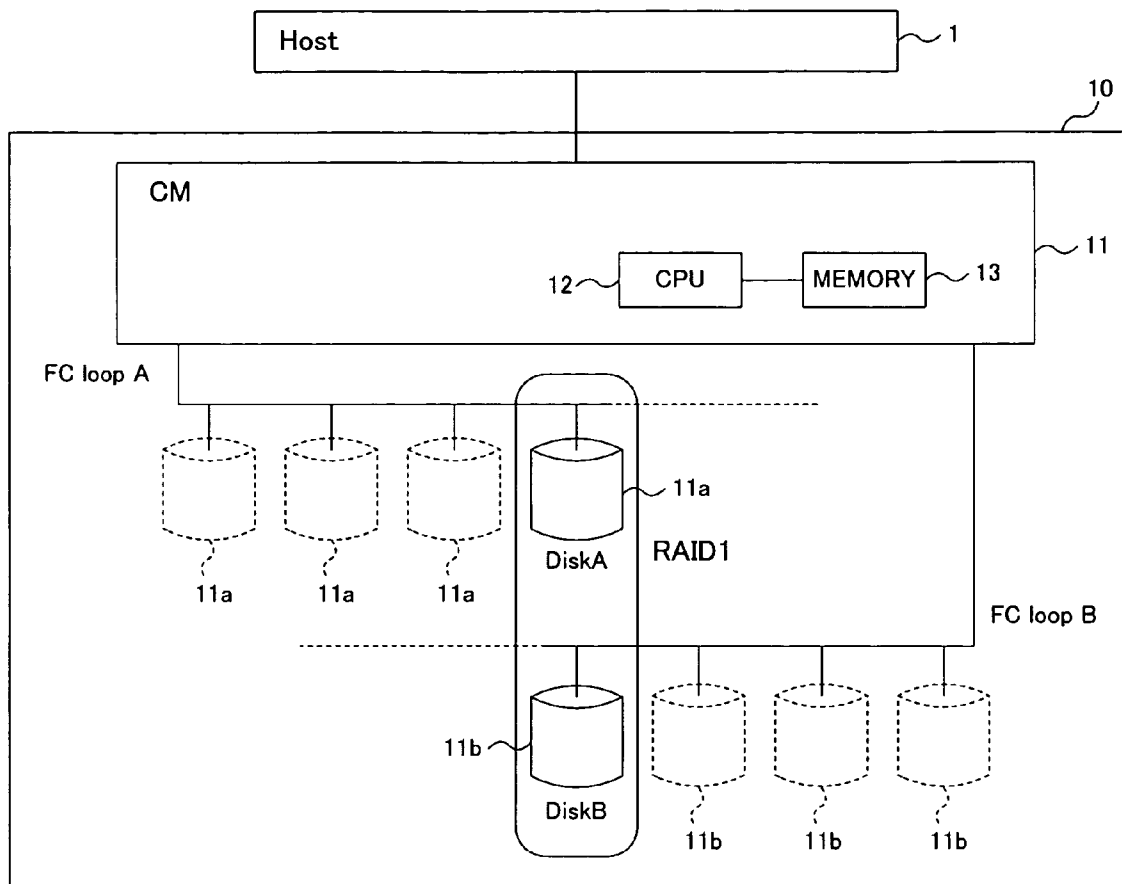 Host
1
10
CM
11
12
CPU
MEMORY
13
FC loop A
11a
DiskA
RAID1
11a
11a
11a
FC loop B
11b
DiskB
11b
11b
11b